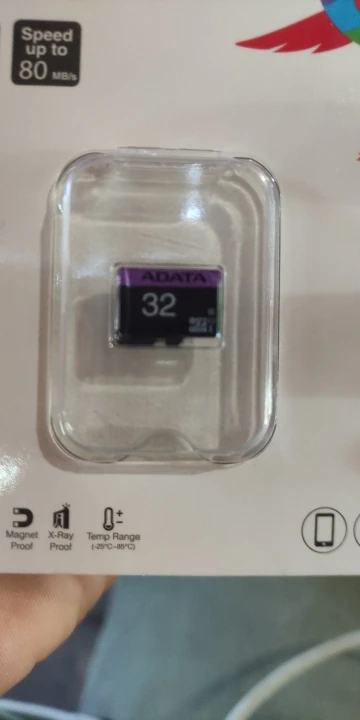 Speed
up to
80 MB/s
ADATA
32
Magnet
Proof
X-Ray
Proof
Temp Range
(-25°C~85°C)